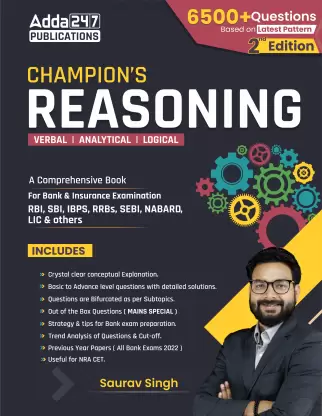 Adda247
PUBLICATIONS
6500+ Questions
Based on Latest Pattern
2nd Edition
CHAMPION'S
REASONING
VERBAL | ANALYTICAL | LOGICAL
A Comprehensive Book
For Bank & Insurance Examination
RBI, SBI, IBPS, RRBs, SEBI, NABARD,
LIC & others
INCLUDES
Crystal clear conceptual Explanation.
Basic to Advance level questions with detailed solutions.
Questions are Bifurcated as per Subtopics.
Out of the Box Questions ( MAINS SPECIAL )
Strategy & tips for Bank exam preparation.
Trend Analysis of Questions & Cut-off.
Previous Year Papers ( All Bank Exams 2022 )
Useful for NRA CET.
Saurav Singh